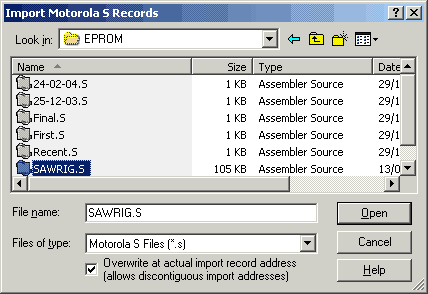 Import Motorola S Records
Look in: EPROM
Name Size Type Date
24-02-04.S 1 KB Assembler Source 29/1
25-12-03.S 1 KB Assembler Source 29/1
Final.S 1 KB Assembler Source 29/1
First.S 1 KB Assembler Source 29/1
Recent.S 1 KB Assembler Source 29/1
SAWRIG.S 105 KB Assembler Source 13/0
File name: SAWRIG.S Open
Files of type: Motorola S Files (*.s) Cancel
Overwrite at actual import record address
(allows discontiguous import addresses) Help